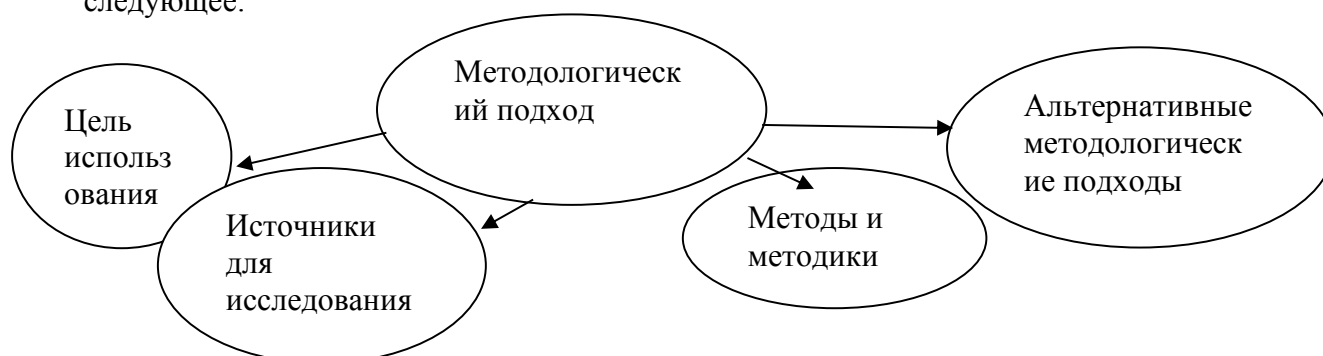 следующее:
Методологическ
ий подход
Цель
использ
ования
Источники
для
исследования
Методы и
методики
Альтернативные
методологическ
ие подходы